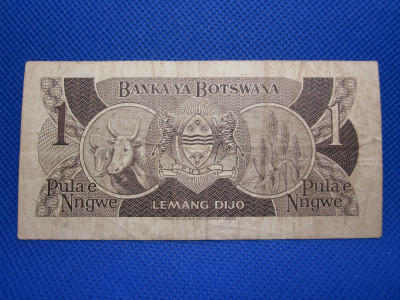 BANKA YA BOTSWANA
1
1
Pula e
Nngwe
Pula e
Nngwe
LEMANG DIJO